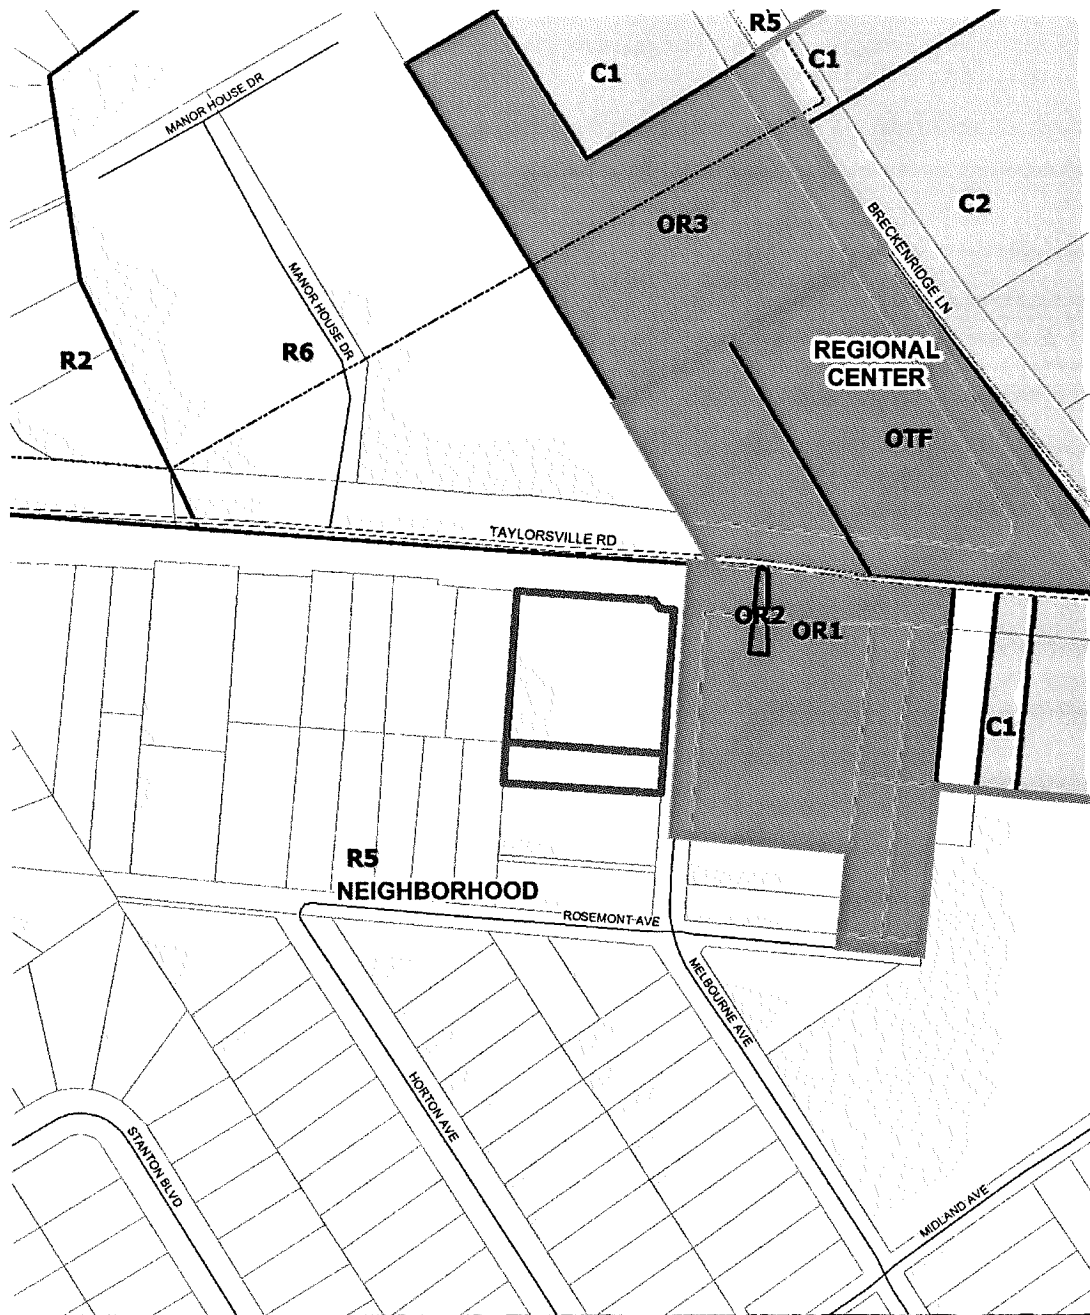 R5
C1
C1
MANOR HOUSE DR
C2
OR3
BRECKENRIDGE LN
MANOR HOUSE DR
R6
R2
REGIONAL
CENTER
OTF
TAYLORSVILLE RD
OR2
OR1
C1
R5
NEIGHBORHOOD
ROSEMONT AVE
MELBOURNE AVE
HORTON AVE
STANTON BLVD
MIDLAND AVE